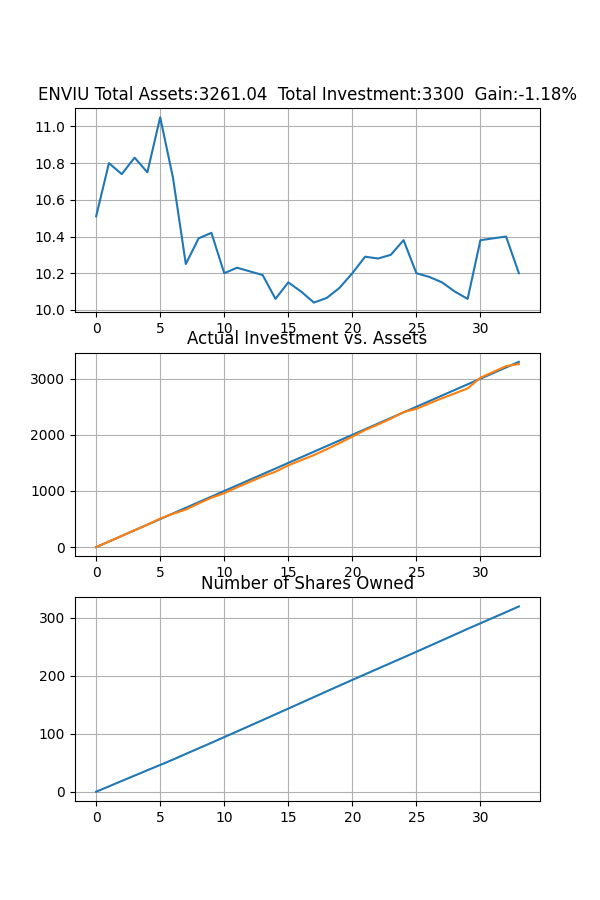 ENVIU Total Assets:3261.04  Total Investment:3300  Gain:-1.18%
11.0
10.8
10.6
10.4
10.2
10.0
0 5 10 15 20 25 30
Actual Investment vs. Assets
3000
2000
1000
0
0 5 10 15 20 25 30
Number of Shares Owned
300
200
100
0
0 5 10 15 20 25 30